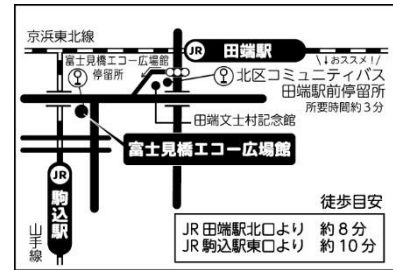 京浜東北線
JR 田端駅
\↓おススメ！/
富士見橋エコー広場館
停留所
北区コミュニティバス
田端駅前停留所
所要時間約3分
田端文士村記念館
富士見橋エコー広場館
JR 駒込駅
山手線
徒歩目安
JR田端駅北口より 約8分
JR駒込駅東口より 約10分